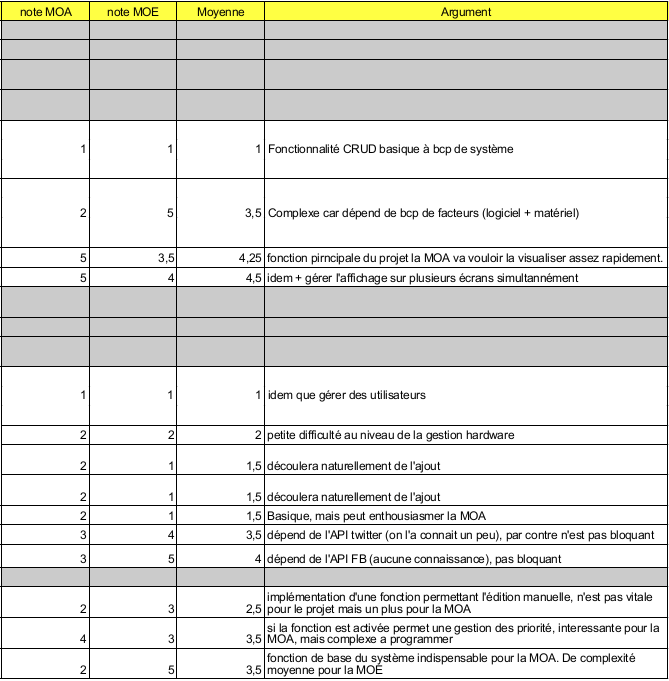 note MOA note MOE Moyenne Argument
1 1 1 Fonctionnalité CRUD basique à bcp de système
2 5 3,5 Complexe car dépend de bcp de facteurs (logiciel + matériel)
5 3,5 4,25 fonction pirncipale du projet la MOA va vouloir la visualiser assez rapidement.
5 4 4,5 idem + gérer l'affichage sur plusieurs écrans simultannément
1 1 1 idem que gérer des utilisateurs
2 2 2 petite difficulté au niveau de la gestion hardware
2 1 1,5 découlera naturellement de l'ajout
2 1 1,5 découlera naturellement de l'ajout
2 1 1,5 Basique, mais peut enthousiasmer la MOA
3 4 3,5 dépend de l'API twitter (on l'a connait un peu), par contre n'est pas bloquant
3 5 4 dépend de l'API FB (aucune connaissance), pas bloquant
implémentation d'une fonction permettant l'édition manuelle, n'est pas vitale
2 3 2,5 pour le projet mais un plus pour la MOA
si la fonction est activée permet une gestion des priorité, interessante pour la
4 3 3,5 MOA, mais complexe a programmer
fonction de base du système indispensable pour la MOA. De complexité
2 5 3,5 moyenne pour la MOE